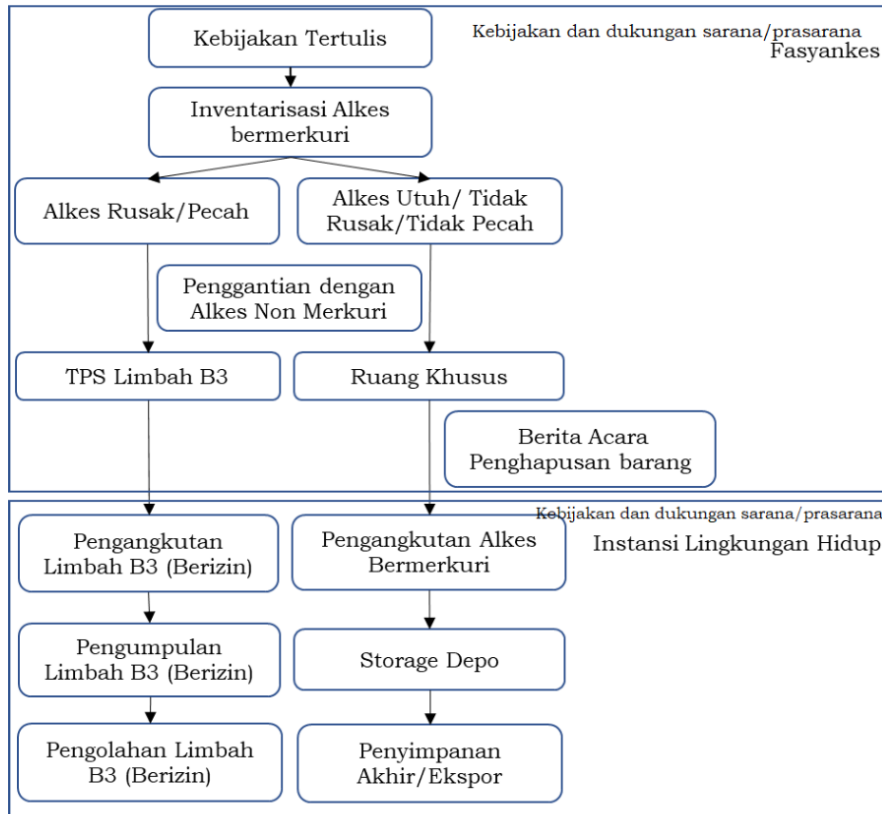 Kebijakan Tertulis
Kebijakan dan dukungan sarana/prasarana
Fasyankes
Inventarisasi Alkes
bermerkuri
Alkes Rusak/Pecah
Alkes Utuh/ Tidak
Rusak/Tidak Pecah
Penggantian dengan
Alkes Non Merkuri
TPS Limbah B3
Ruang Khusus
Berita Acara
Penghapusan barang
Kebijakan dan dukungan sarana/prasarana
Instansi Lingkungan Hidup
Pengangkutan
Limbah B3 (Berizin)
Pengangkutan Alkes
Bermerkuri
Pengumpulan
Limbah B3 (Berizin)
Storage Depo
Pengolahan Limbah
B3 (Berizin)
Penyimpanan
Akhir/Ekspor